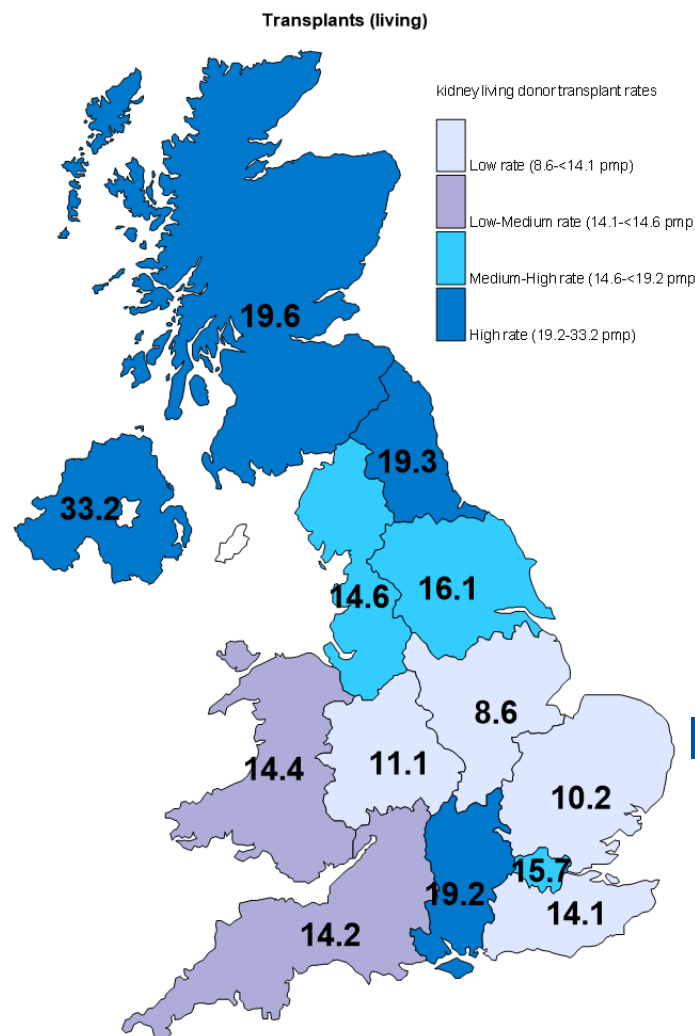 Transplants (living)
kidney living donor transplant rates
Low rate (8.6-<14.1 pmp)
Low-Medium rate (14.1-<14.6 pmp)
Medium-High rate (14.6-<19.2 pmp
High rate (19.2-33.2 pmp)
19.6
19.3
33.2
14.6
16.1
8.6
14.4
11.1
10.2
15.7
19.2
14.1
14.2